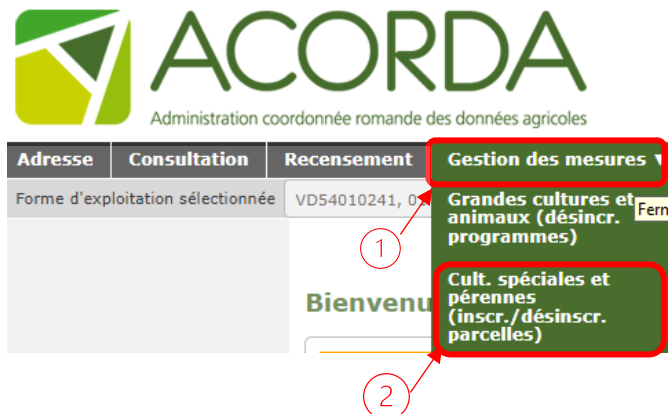 ACORDA
Administration coordonnée romande des données agricoles
Adresse Consultation Recensement Gestion des mesures
Forme d'exploitation sélectionnée VD54010241, 0
Grandes cultures et
animaux (désincr.
programmes)
Ferm
1
Cult. spéciales et
pérennes
(inscr./désinscr.
parcelles)
Bienvenu
2